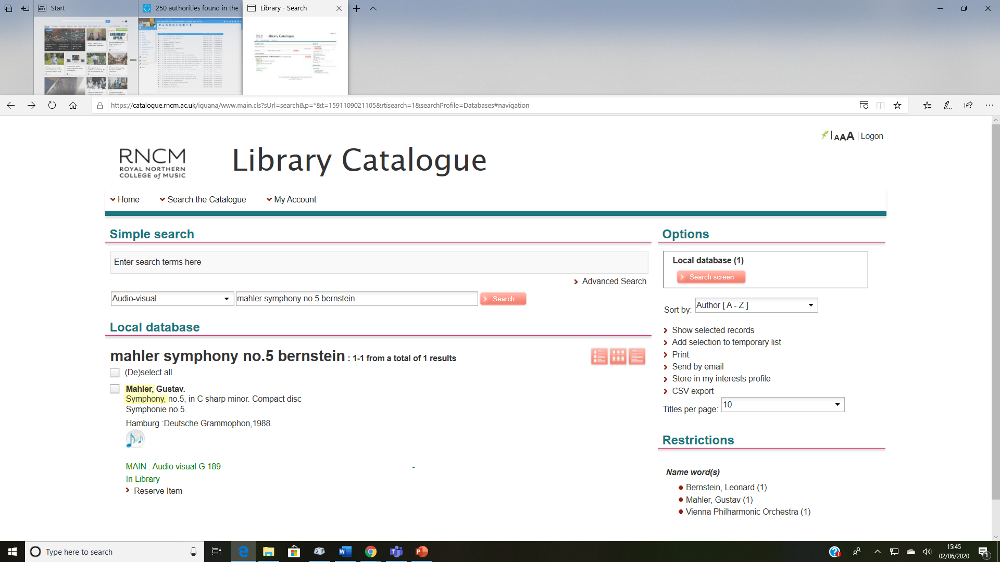 Start
250 authorities found in the
Library - Search
EMERGENCY
APPEAL
Library Catalogue
https://catalogue.rncm.ac.uk/iguana/www.main.cls?sUrl=search&p=*&t=1591109021105&rtisearch=1&searchProfile=Databases#navigation
AAA | Logon
RNCM
ROYAL NORTHERN
COLLEGE of MUSIC
Library Catalogue
Home
Search the Catalogue
My Account
Simple search
Enter search terms here
Advanced Search
Audio-visual
mahler symphony no.5 bernstein
Search
Local database
mahler symphony no.5 bernstein : 1-1 from a total of 1 results
(De)select all
Mahler, Gustav.
Symphony, no.5, in C sharp minor. Compact disc
Symphonie no.5.
Hamburg :Deutsche Grammophon,1988.
MAIN : Audio visual G 189 -
In Library
Reserve Item
Options
Local database (1)
Search screen
Sort by: Author [ A - Z ]
Show selected records
Add selection to temporary list
Print
Send by email
Store in my interests profile
CSV export
Titles per page: 10
Restrictions
Name word(s)
Bernstein, Leonard (1)
Mahler, Gustav (1)
Vienna Philharmonic Orchestra (1)
Type here to search
15:45
02/06/2020
1